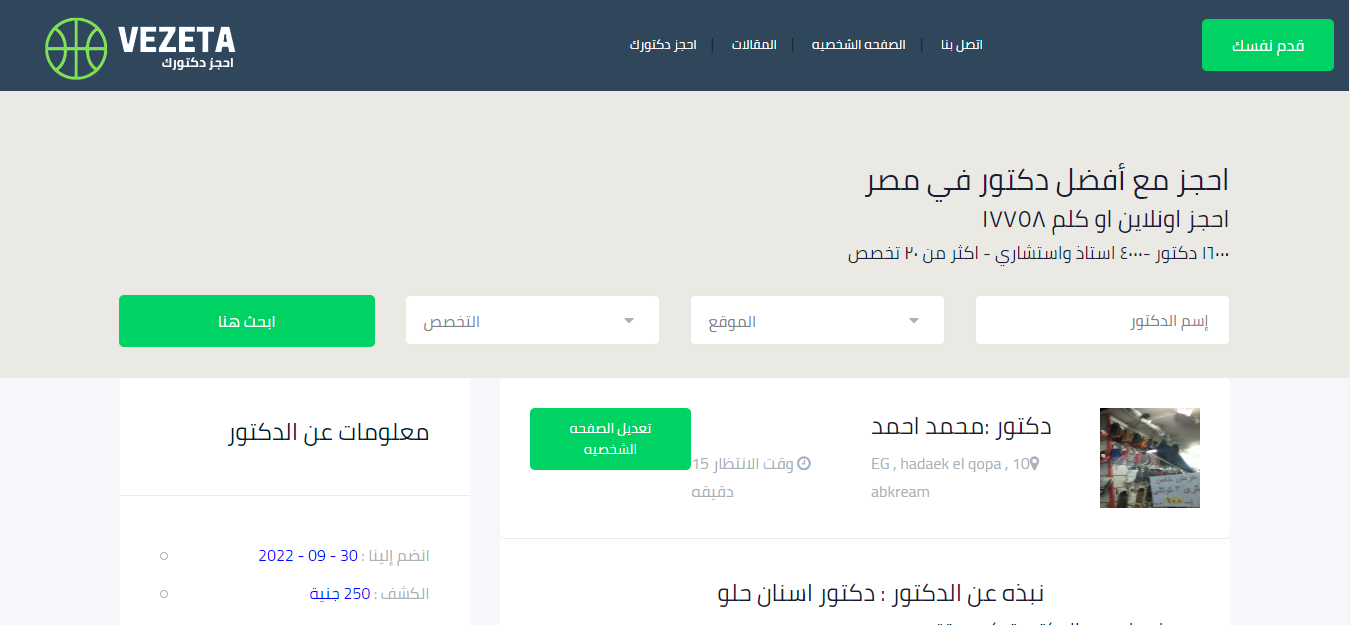 VEZETA
احجز دكتورك
احجز دكتورك | المقالات | الصفحه الشخصيه | اتصل بنا
قدم نفسك
احجز مع أفضل دكتور في مصر
احجز اونلاين او كلم ١٧٧٥٨
١٦٠٠٠ دكتور -٤٠٠٠ استاذ واستشاري - اكثر من ٢٠ تخصص
إسم الدكتور
الموقع
التخصص
ابحث هنا
دكتور :محمد احمد
EG , hadaek el qopa , 10
abkream
وقت الانتظار 15
دقيقه
تعديل الصفحه
الشخصيه
نبذه عن الدكتور : دكتور اسنان حلو
معلومات عن الدكتور
انضم إلينا : 30 - 09 - 2022
الكشف : 250 جنية